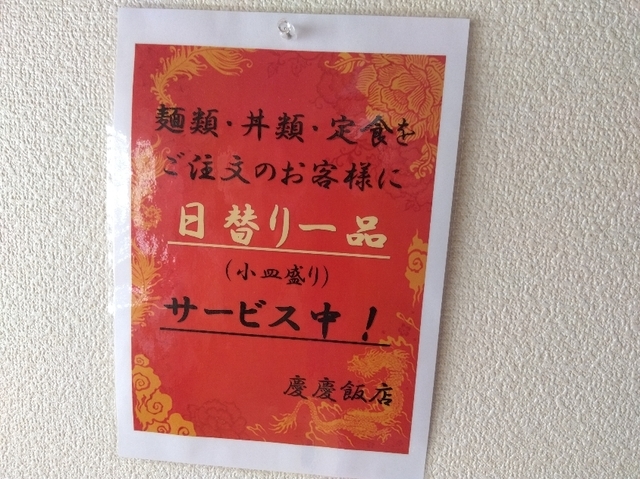 麺類・丼類・定食を
ご注文のお客様に
日替り一品
(小皿盛り)
サービス中！
慶慶飯店